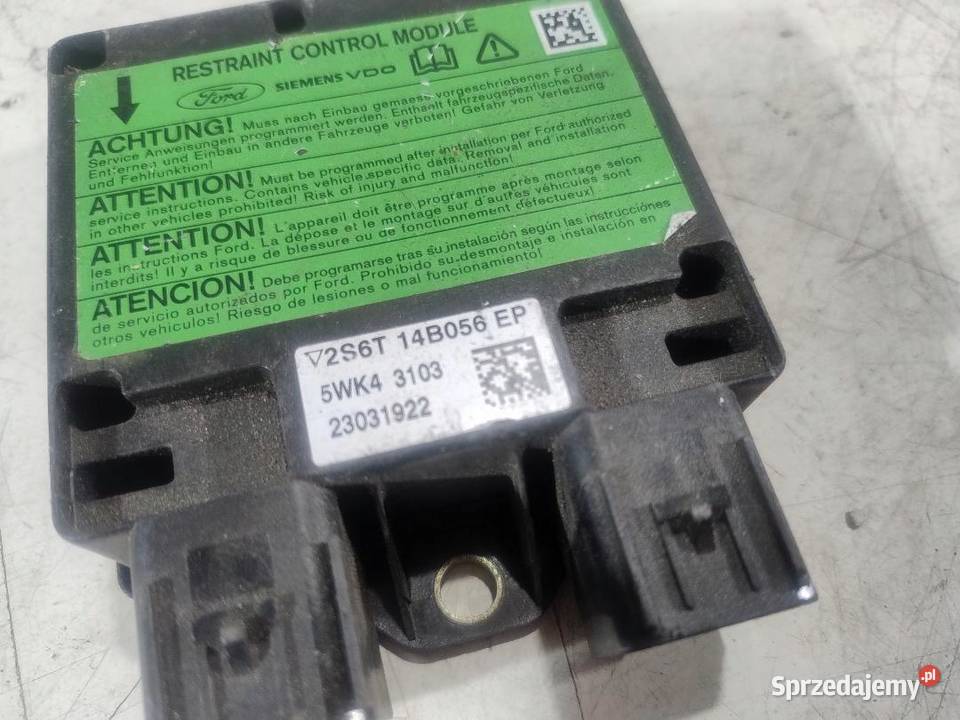 RESTRAINT CONTROL MODULE
Ford SIEMENS VDO
ACHTUNG! Muss nach Einbau gemaess vorgeschriebenen Ford
Service Anweisungen programmiert werden. Enthält fahrzeugspezifische Daten.
Entfernen und Einbau in andere Fahrzeuge verboten! Gefahr von Verletzung
und Fehlfunktion!
ATTENTION! Must be programmed after installation per Ford authorized
service instructions. Contains vehicle specific data. Removal and installation
in other vehicles prohibited! Risk of injury and malfunction!
ATTENTION! L'appareil doit être programme après montage selon
les instructions Ford. La dépose et le montage sur d'autres véhicules sont
interdits! Il y a risque de blessure ou de fonctionnement défectueux!
ATENCION! Debe programarse tras su instalación según las instrucciónes
de servicio autorizados por Ford. Prohibido su desmontaje e instalación en
otros vehículos! Riesgo de lesiones o mal funcionamiento!
▽2S6T 14B056 EP
5WK4 3103
23031922
Sprzedajemy.pl